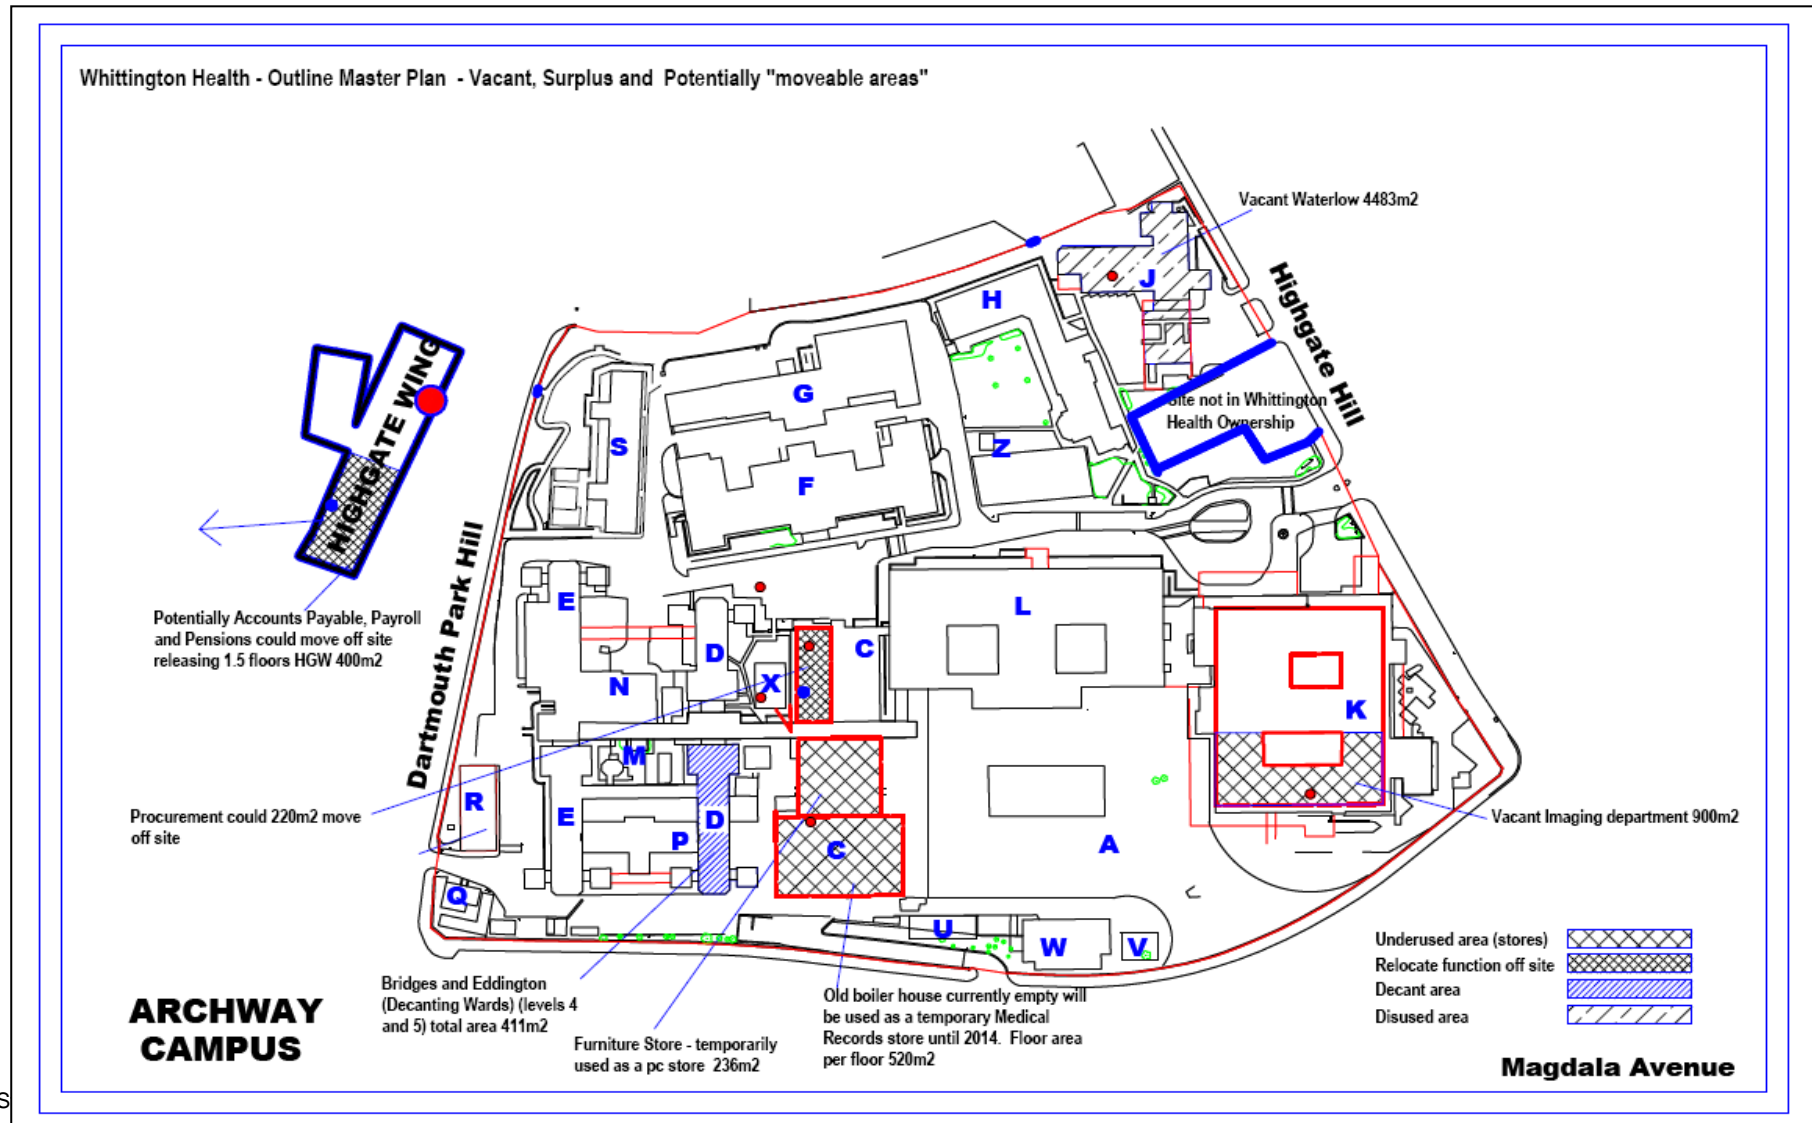 Whittington Health - Outline Master Plan - Vacant, Surplus and Potentially "moveable areas"
Vacant Waterlow 4483m2
J
H
Highgate Hill
HIGHGATE WING
G
Site not in Whittington
Health Ownership
S
Z
F
Dartmouth Park Hill
Potentially Accounts Payable, Payroll
and Pensions could move off site
releasing 1.5 floors HGW 400m2
E
L
D
C
X
N
K
M
R
Procurement could 220m2 move
off site
E
D
P
C
A
Vacant Imaging department 900m2
Q
U
W
V
Underused area (stores)
Relocate function off site
Decant area
Disused area
Bridges and Eddington
(Decanting Wards) (levels 4
and 5) total area 411m2
Furniture Store - temporarily
used as a pc store 236m2
Old boiler house currently empty will
be used as a temporary Medical
Records store until 2014. Floor area
per floor 520m2
ARCHWAY
CAMPUS
Magdala Avenue
S